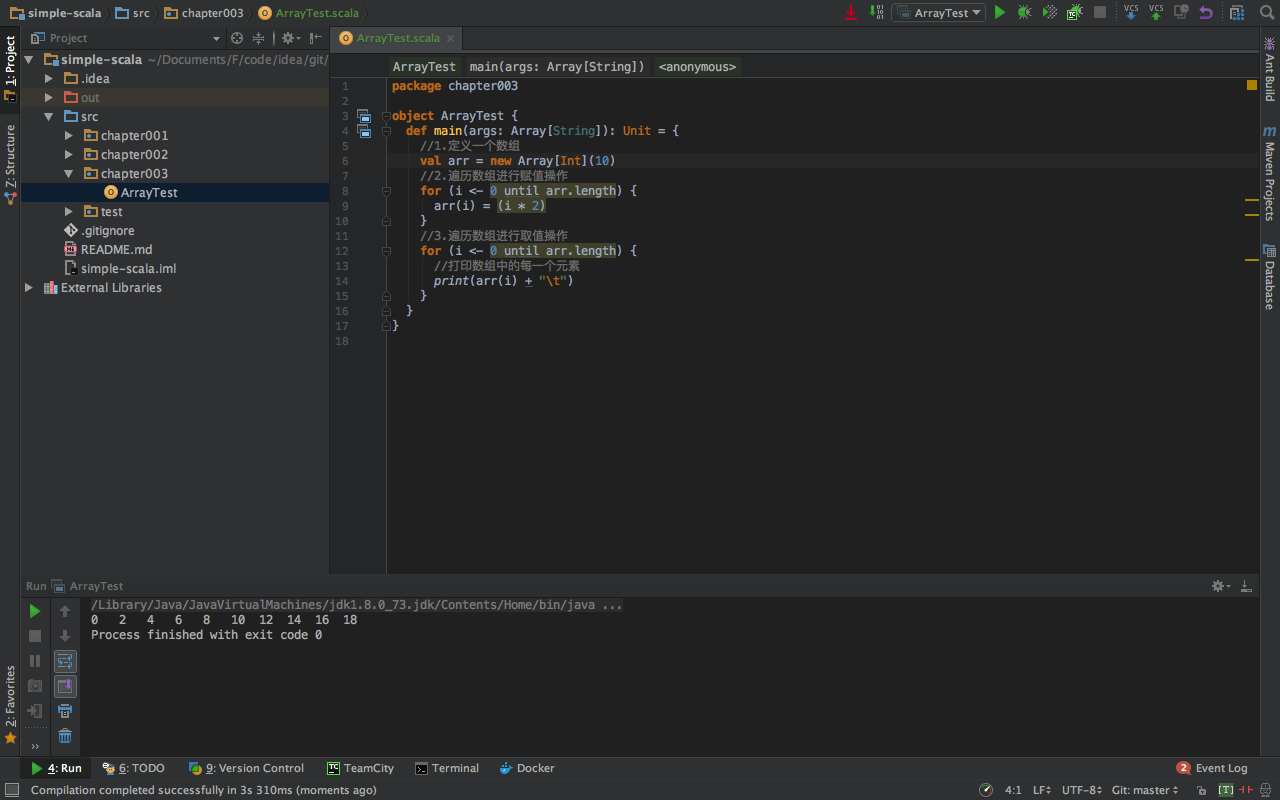 simple-scala src chapter003 ArrayTest.scala ArrayTest VCS VCS
Project
ArrayTest.scala
1: Project
Z: Structure
2: Favorites
simple-scala ~/Documents/F/code/idea/git/
.idea
out
src
chapter001
chapter002
chapter003
ArrayTest
test
.gitignore
README.md
simple-scala.iml
External Libraries
ArrayTest main(args: Array[String]) <anonymous>
1 package chapter003
2
3 object ArrayTest {
4 def main(args: Array[String]): Unit = {
5 //1.定义一个数组
6 val arr = new Array[Int](10)
7 //2.遍历数组进行赋值操作
8 for (i <- 0 until arr.length) {
9 arr(i) = (i * 2)
10 }
11 //3.遍历数组进行取值操作
12 for (i <- 0 until arr.length) {
13 //打印数组中的每一个元素
14 print(arr(i) + "\t")
15 }
16 }
17 }
18
Ant Build
Maven Projects
Database
Run ArrayTest
/Library/Java/JavaVirtualMachines/jdk1.8.0_73.jdk/Contents/Home/bin/java ...
0 2 4 6 8 10 12 14 16 18
Process finished with exit code 0
4: Run 6: TODO 9: Version Control TC TeamCity Terminal Docker 2 Event Log
Compilation completed successfully in 3s 310ms (moments ago) 4:1 LF UTF-8 Git: master [T]